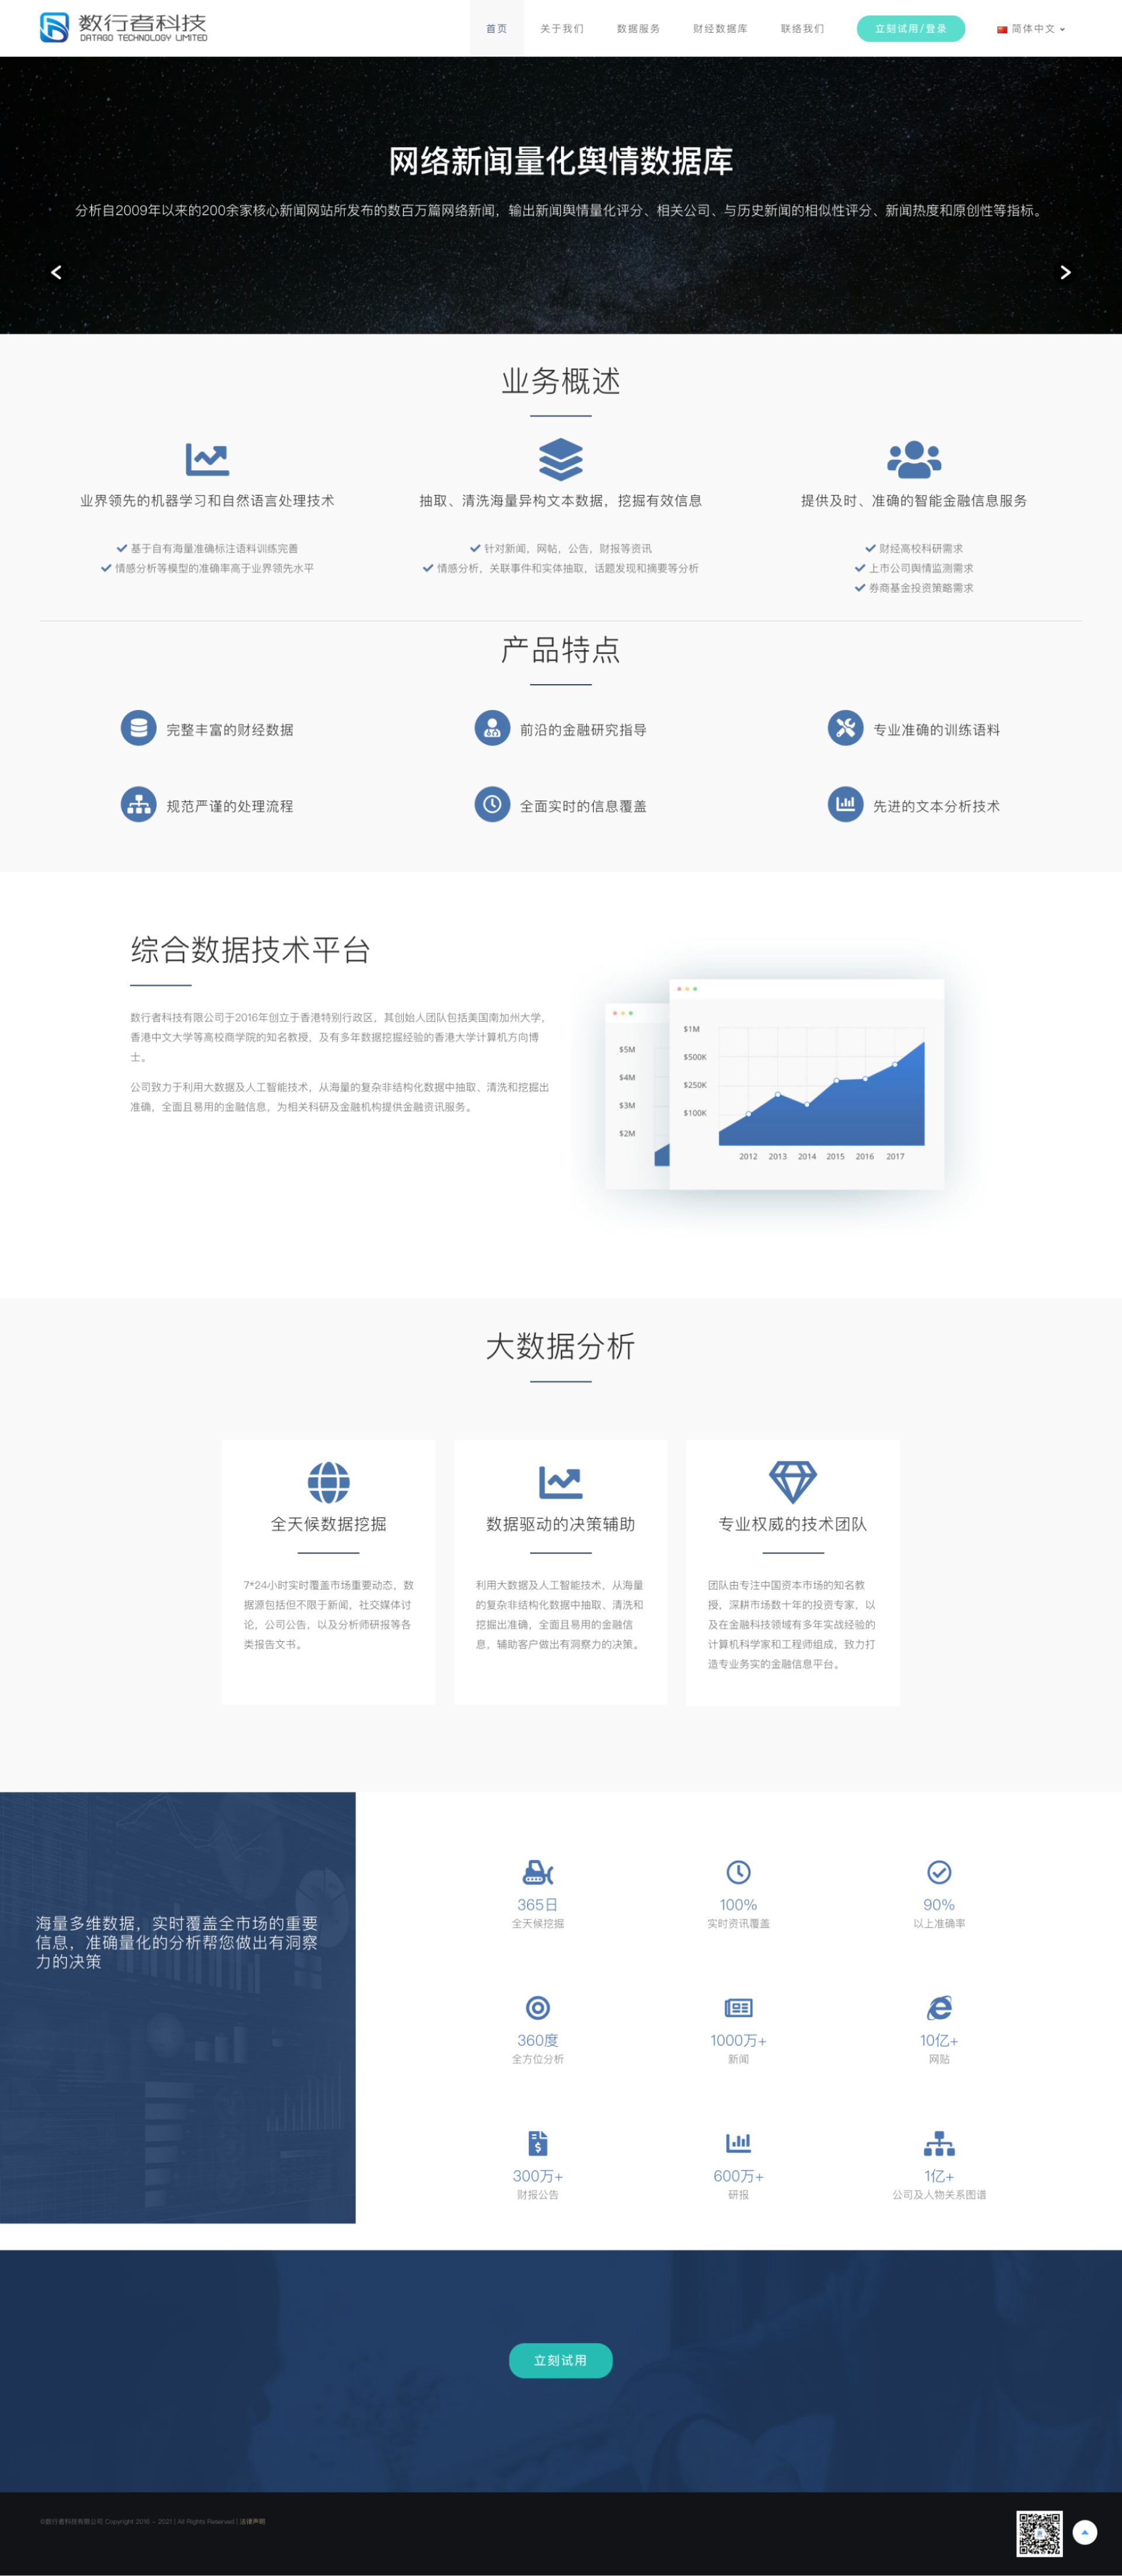 数行者科技
DATAGO TECHNOLOGY LIMITED
首页
关于我们
数据服务
财经数据库
联络我们
立刻试用/登录
简体中文
网络新闻量化舆情数据库
分析自2009年以来的200余家核心新闻网站所发布的数百万篇网络新闻，输出新闻舆情量化评分、相关公司、与历史新闻的相似性评分、新闻热度和原创性等指标。
业务概述
业界领先的机器学习和自然语言处理技术
基于自有海量准确标注语料训练完善
情感分析等模型的准确率高于业界领先水平
抽取、清洗海量异构文本数据，挖掘有效信息
针对新闻，网帖，公告，财报等资讯
情感分析，关联事件和实体抽取，话题发现和摘要等分析
提供及时、准确的智能金融信息服务
财经高校科研需求
上市公司舆情监测需求
券商基金投资策略需求
产品特点
完整丰富的财经数据
前沿的金融研究指导
专业准确的训练语料
规范严谨的处理流程
全面实时的信息覆盖
先进的文本分析技术
综合数据技术平台
数行者科技有限公司于2016年创立于香港特别行政区，其创始人团队包括美国南加州大学，
香港中文大学等高校商学院的知名教授，及有多年数据挖掘经验的香港大学计算机方向博
士。
公司致力于利用大数据及人工智能技术，从海量的复杂非结构化数据中抽取、清洗和挖掘出
准确，全面且易用的金融信息，为相关科研及金融机构提供金融资讯服务。
$5M
$4M
$3M
$2M
$1M
$500K
$250K
$100K
2012 2013 2014 2015 2016 2017
大数据分析
全天候数据挖掘
7*24小时实时覆盖市场重要动态，数
据源包括但不限于新闻，社交媒体讨
论，公司公告，以及分析师研报等各
类报告文书。
数据驱动的决策辅助
利用大数据及人工智能技术，从海量
的复杂非结构化数据中抽取、清洗和
挖掘出准确，全面且易用的金融信
息，辅助客户做出有洞察力的决策。
专业权威的技术团队
团队由专注中国资本市场的知名教
授，深耕市场数十年的投资专家，以
及在金融科技领域有多年实战经验的
计算机科学家和工程师组成，致力打
造专业务实的金融信息平台。
海量多维数据，实时覆盖全市场的重要
信息，准确量化的分析帮您做出有洞察
力的决策
365日
全天候挖掘
100%
实时资讯覆盖
90%
以上准确率
360度
全方位分析
1000万+
新闻
10亿+
网贴
300万+
财报公告
600万+
研报
1亿+
公司及人物关系图谱
立刻试用
©数行者科技有限公司 Copyright 2016 - 2021 | All Rights Reserved | 法律声明